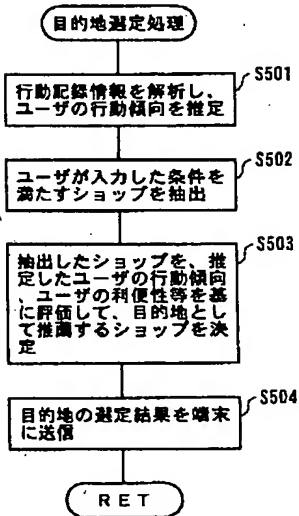 目的地選定処理
S501
行動記録情報を解析し、
ユーザの行動傾向を推定
S502
ユーザが入力した条件を
満たすショップを抽出
S503
抽出したショップを、推
定したユーザの行動傾向
、ユーザの利便性等を基
に評価して、目的地とし
て推薦するショップを決
定
S504
目的地の選定結果を端末
に送信
RET